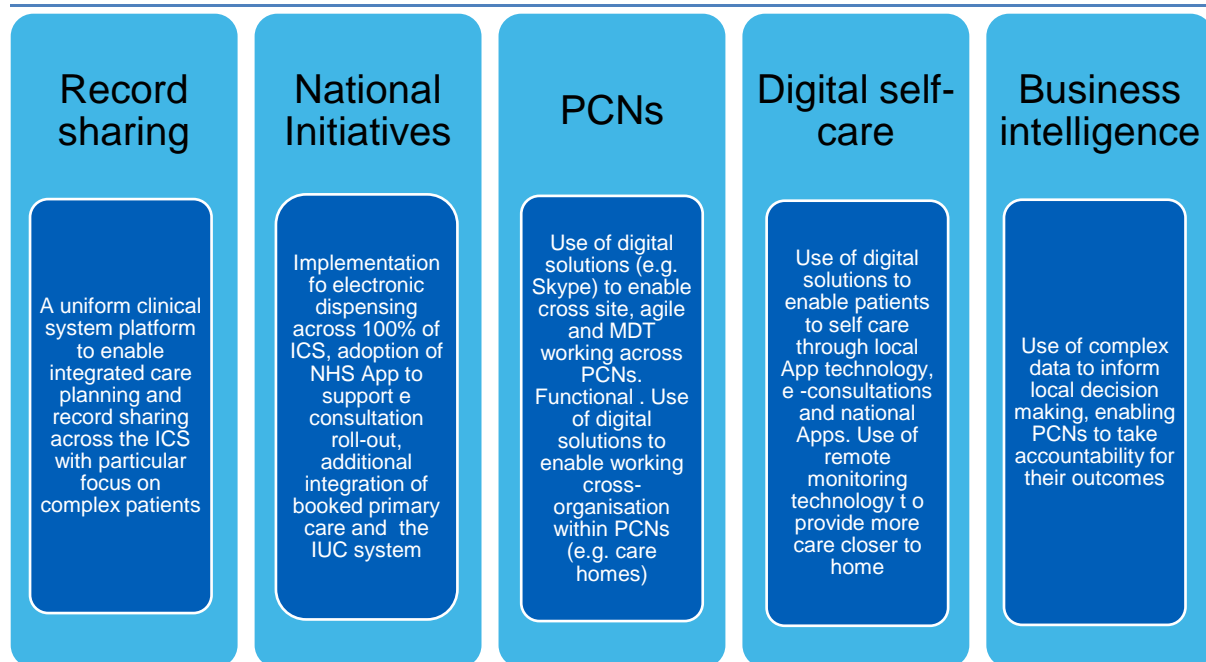 Record
sharing
A uniform clinical
system platform
to enable
integrated care
planning and
record sharing
across the ICS
with particular
focus on
complex patients
National
Initiatives
Implementation
fo electronic
dispensing
across 100% of
ICS, adoption of
NHS App to
support e
consultation
roll-out,
additional
integration of
booked primary
care and the
IUC system
PCNs
Use of digital
solutions (e.g.
Skype) to enable
cross site, agile
and MDT
working across
PCNs.
Functional . Use
of digital
solutions to
enable working
cross-
organisation
within PCNs
(e.g. care
homes)
Digital self-
care
Use of digital
solutions to
enable patients
to self care
through local
App technology,
e -consultations
and national
Apps. Use of
remote
monitoring
technology t o
provide more
care closer to
home
Business
intelligence
Use of complex
data to inform
local decision
making, enabling
PCNs to take
accountability for
their outcomes